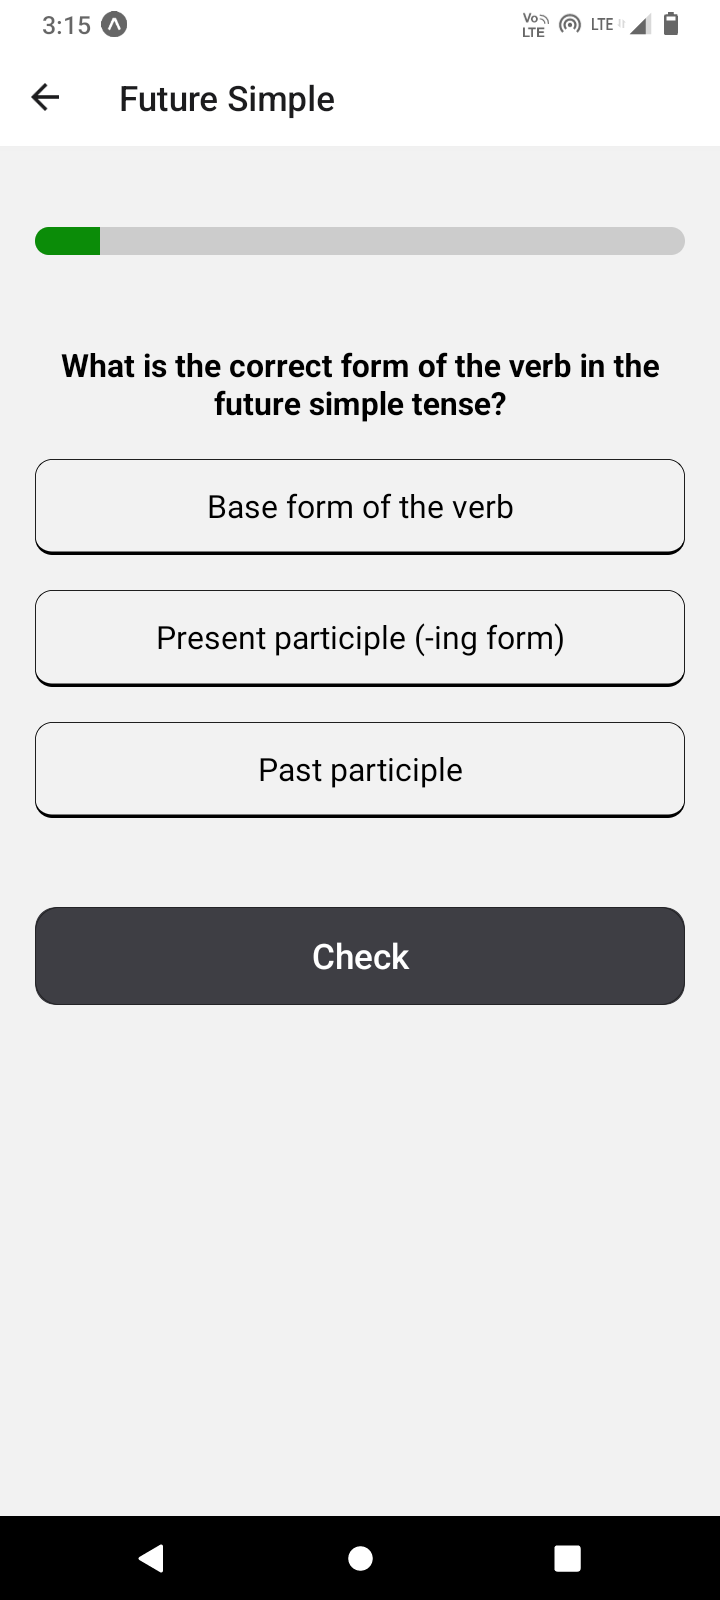 3:15
Vo
LTE
LTE
Future Simple
What is the correct form of the verb in the
future simple tense?
Base form of the verb
Present participle (-ing form)
Past participle
Check